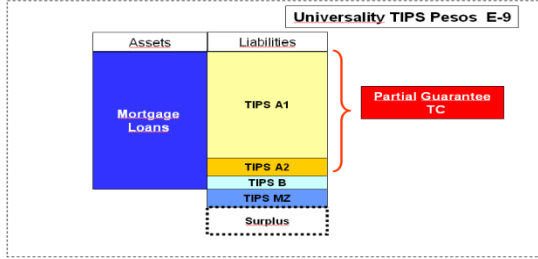 Universality TIPS Pesos E-9
Assets
Liabilities
Mortgage
Loans
TIPS A1
TIPS A2
TIPS B
TIPS MZ
Surplus
Partial Guarantee
TC